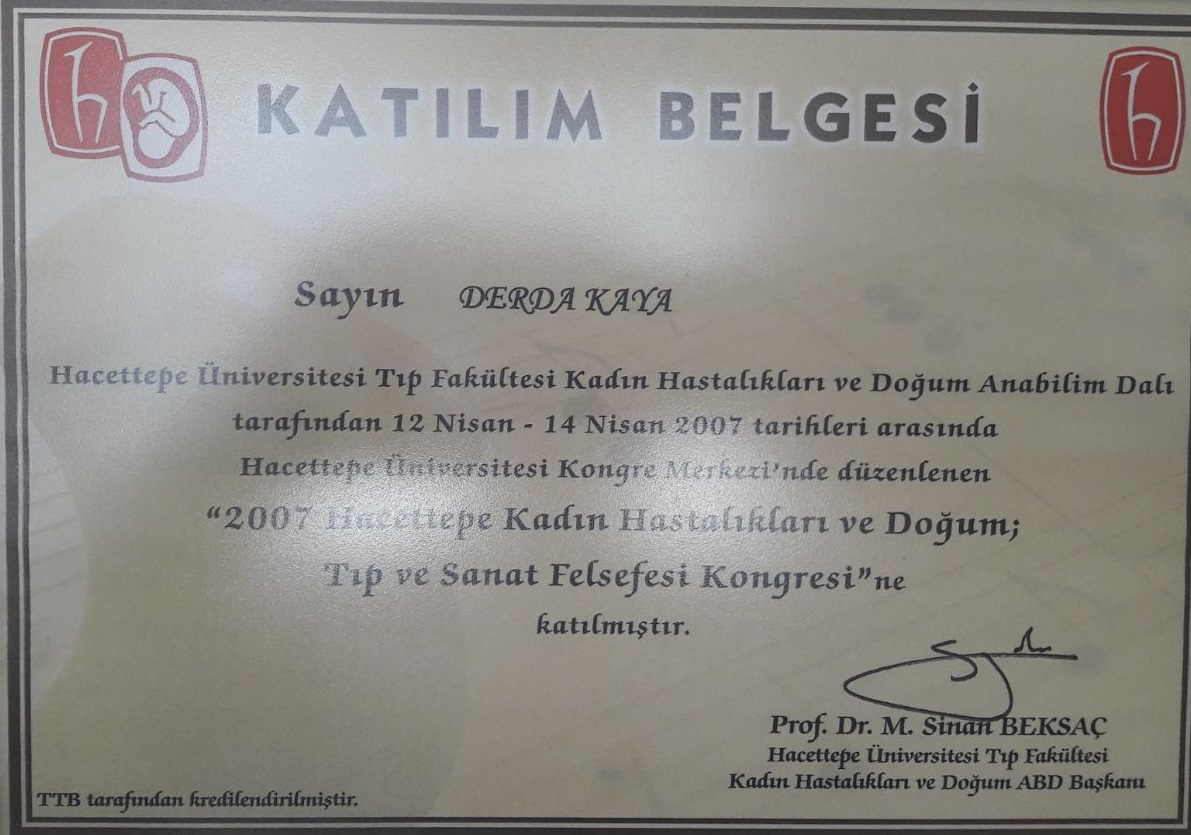 KATILIM BELGESİ
Sayın DERDA KAYA
Hacettepe Üniversitesi Tıp Fakültesi Kadın Hastalıkları ve Doğum Anabilim Dalı
tarafından 12 Nisan - 14 Nisan 2007 tarihleri arasında
Hacettepe Üniversitesi Kongre Merkezi'nde düzenlenen
“2007 Hacettepe Kadın Hastalıkları ve Doğum;
Tıp ve Sanat Felsefesi Kongresi”ne
katılmıştır.
Prof. Dr. M. Sinan BEKSAÇ
Hacettepe Üniversitesi Tıp Fakültesi
Kadın Hastalıkları ve Doğum ABD Başkanı
TTB tarafından kredilendirilmiştir.